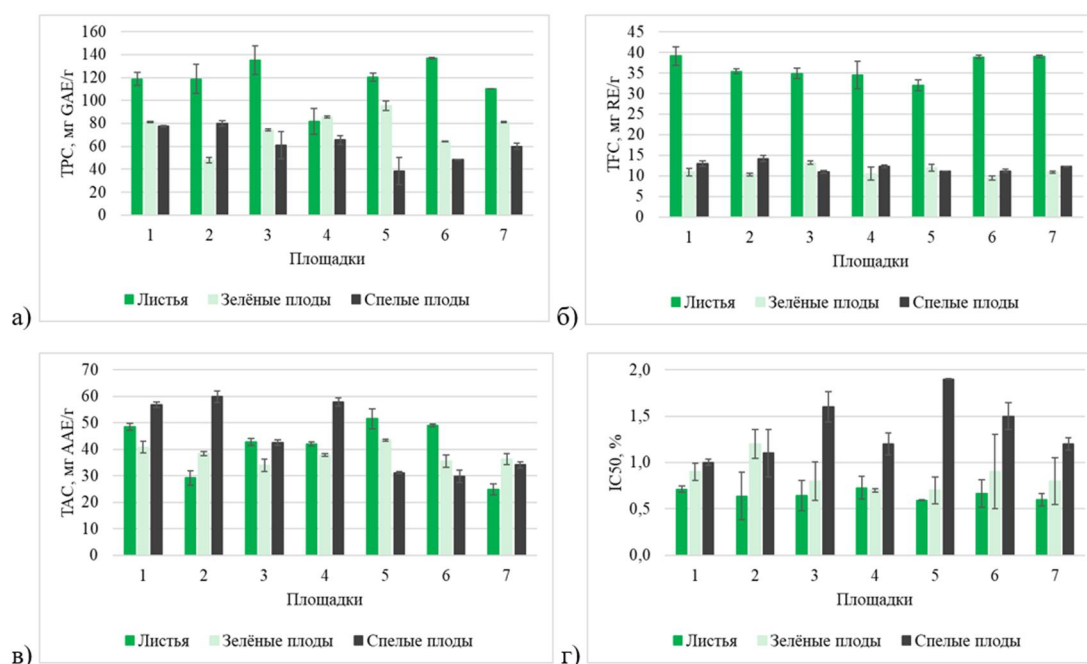 160
140
120
100
80
60
40
20
0
TPC, мг GAE/г
1 2 3 4 5 6 7
Площадки
Листья Зелёные плоды Спелые плоды
а)
45
40
35
30
25
20
15
10
5
0
TFC, мг RE/г
1 2 3 4 5 6 7
Площадки
Листья Зелёные плоды Спелые плоды
б)
70
60
50
40
30
20
10
0
TAC, мг AAE/г
1 2 3 4 5 6 7
Площадки
Листья Зелёные плоды Спелые плоды
в)
2,0
1,5
1,0
0,5
0,0
IC50, %
1 2 3 4 5 6 7
Площадки
Листья Зелёные плоды Спелые плоды
г)